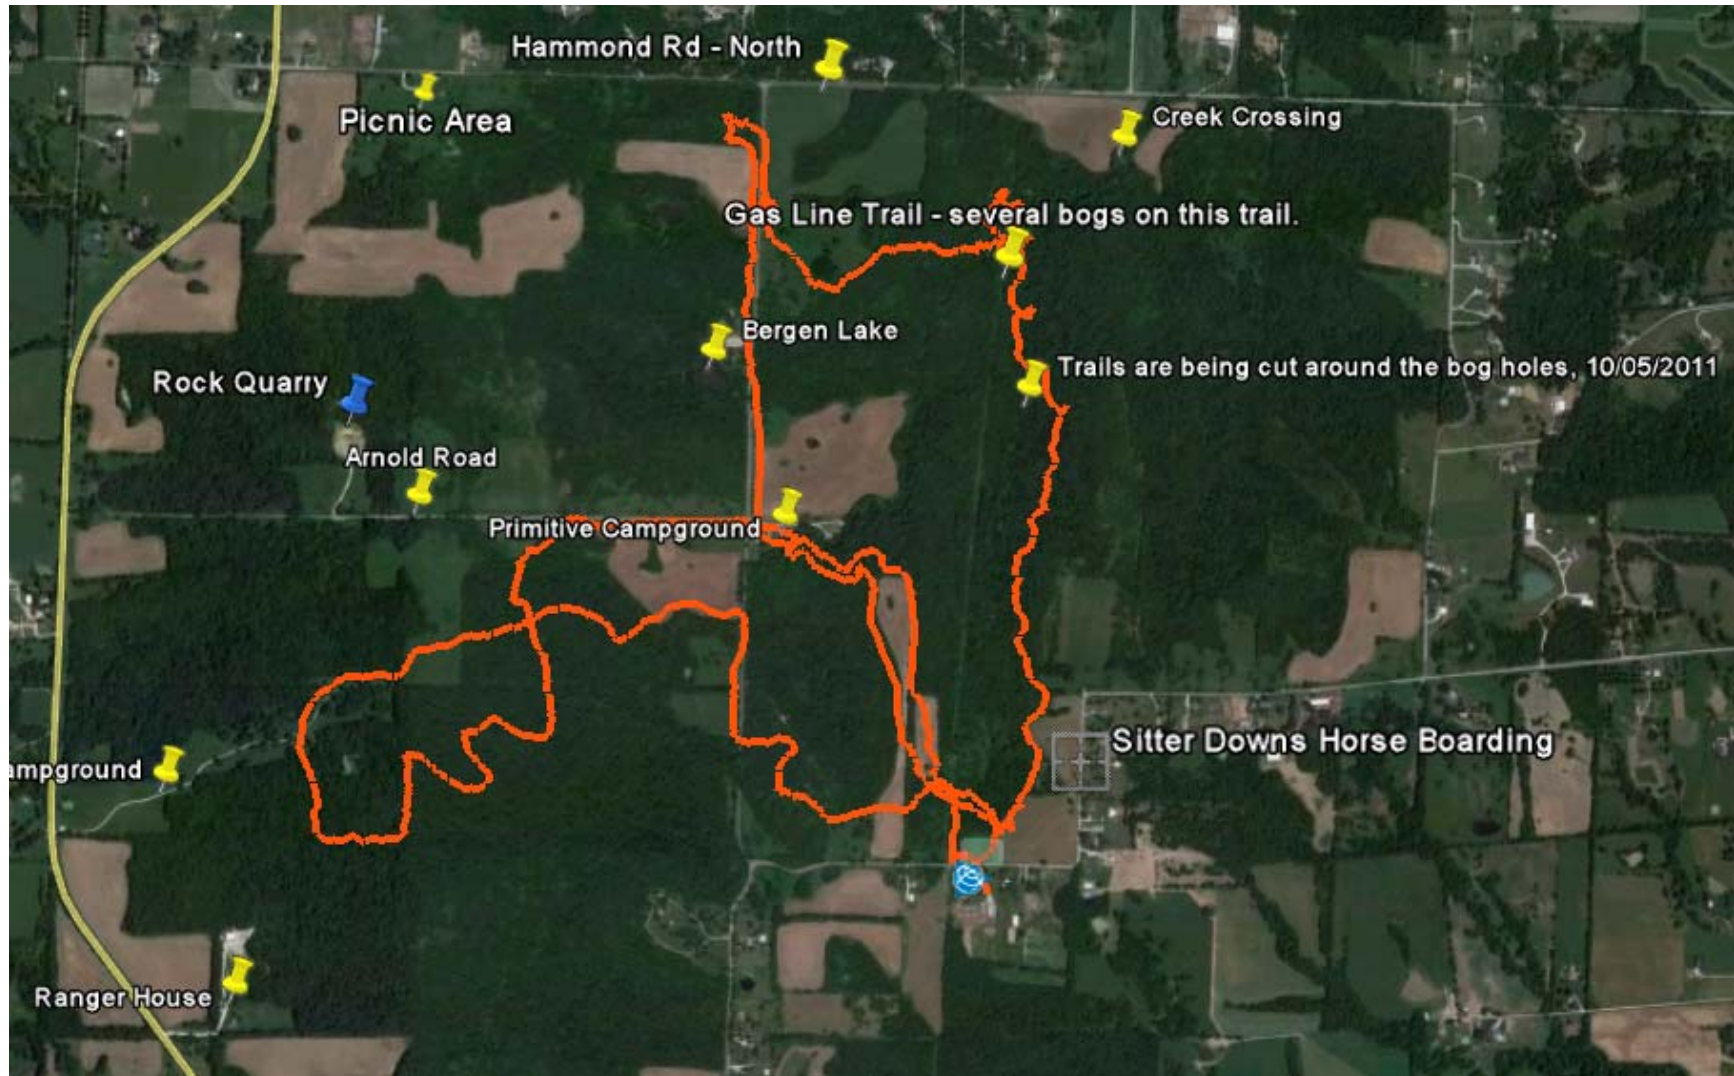 Hammond Rd - North
Picnic Area
Creek Crossing
Gas Line Trail - several bogs on this trail.
Bergen Lake
Trails are being cut around the bog holes, 10/05/2011
Rock Quarry
Arnold Road
Primitive Campground
Sitter Downs Horse Boarding
ampground
Ranger House